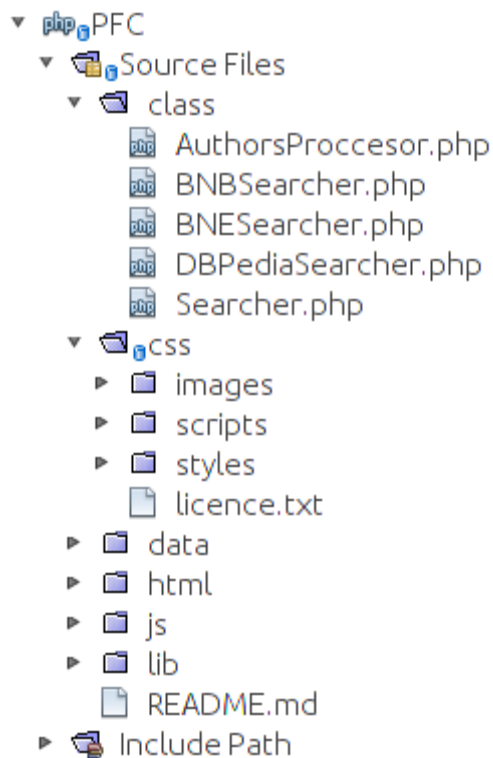 PFC
Source Files
class
AuthorsProccesor.php
BNBSearcher.php
BNESearcher.php
DBPediaSearcher.php
Searcher.php
css
images
scripts
styles
licence.txt
data
html
js
lib
README.md
Include Path